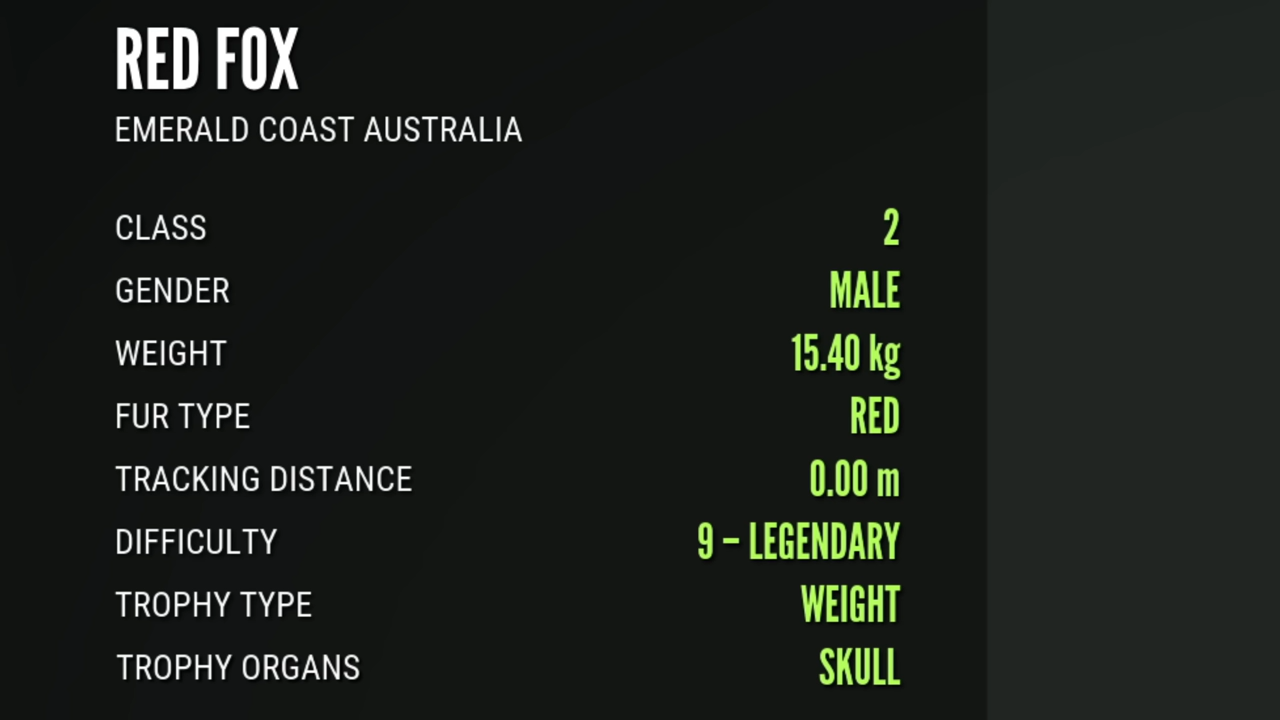 RED FOX
EMERALD COAST AUSTRALIA
CLASS 2
GENDER MALE
WEIGHT 15.40 kg
FUR TYPE RED
TRACKING DISTANCE 0.00 m
DIFFICULTY 9 – LEGENDARY
TROPHY TYPE WEIGHT
TROPHY ORGANS SKULL